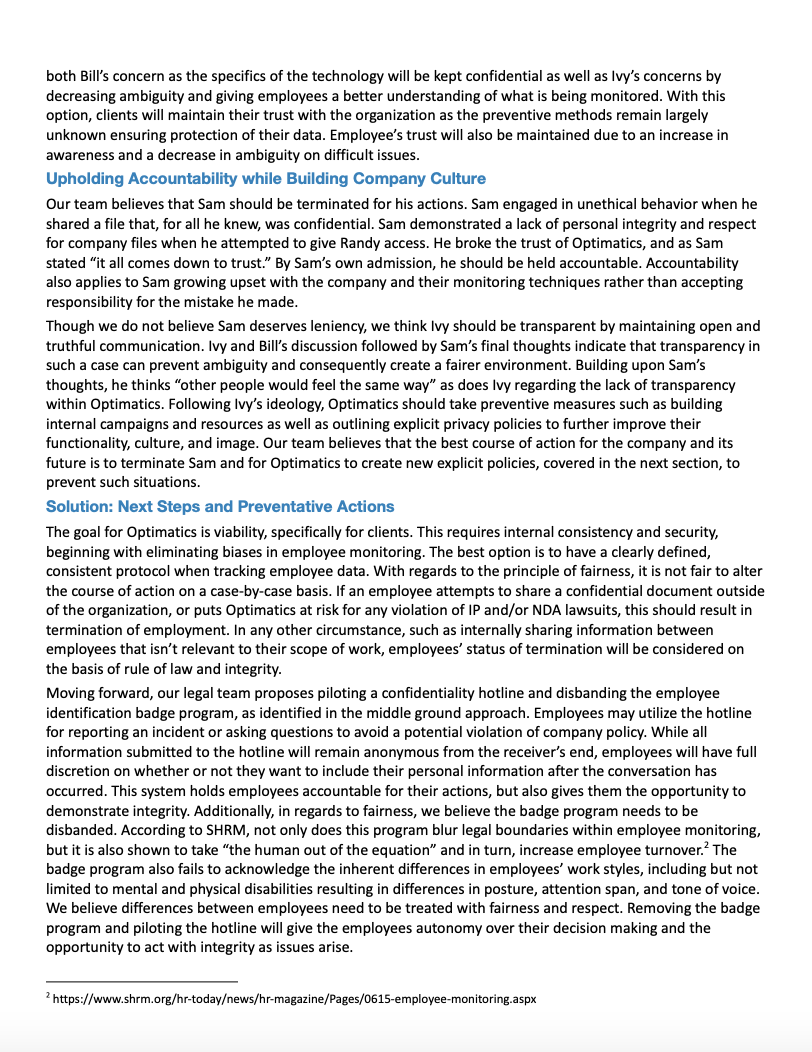 both Bill’s concern as the specifics of the technology will be kept confidential as well as Ivy’s concerns by
decreasing ambiguity and giving employees a better understanding of what is being monitored. With this
option, clients will maintain their trust with the organization as the preventive methods remain largely
unknown ensuring protection of their data. Employee’s trust will also be maintained due to an increase in
awareness and a decrease in ambiguity on difficult issues.
Upholding Accountability while Building Company Culture
Our team believes that Sam should be terminated for his actions. Sam engaged in unethical behavior when he
shared a file that, for all he knew, was confidential. Sam demonstrated a lack of personal integrity and respect
for company files when he attempted to give Randy access. He broke the trust of Optimatics, and as Sam
stated “it all comes down to trust.” By Sam’s own admission, he should be held accountable. Accountability
also applies to Sam growing upset with the company and their monitoring techniques rather than accepting
responsibility for the mistake he made.
Though we do not believe Sam deserves leniency, we think Ivy should be transparent by maintaining open and
truthful communication. Ivy and Bill’s discussion followed by Sam’s final thoughts indicate that transparency in
such a case can prevent ambiguity and consequently create a fairer environment. Building upon Sam’s
thoughts, he thinks “other people would feel the same way” as does Ivy regarding the lack of transparency
within Optimatics. Following Ivy’s ideology, Optimatics should take preventive measures such as building
internal campaigns and resources as well as outlining explicit privacy policies to further improve their
functionality, culture, and image. Our team believes that the best course of action for the company and its
future is to terminate Sam and for Optimatics to create new explicit policies, covered in the next section, to
prevent such situations.
Solution: Next Steps and Preventative Actions
The goal for Optimatics is viability, specifically for clients. This requires internal consistency and security,
beginning with eliminating biases in employee monitoring. The best option is to have a clearly defined,
consistent protocol when tracking employee data. With regards to the principle of fairness, it is not fair to alter
the course of action on a case-by-case basis. If an employee attempts to share a confidential document outside
of the organization, or puts Optimatics at risk for any violation of IP and/or NDA lawsuits, this should result in
termination of employment. In any other circumstance, such as internally sharing information between
employees that isn’t relevant to their scope of work, employees’ status of termination will be considered on
the basis of rule of law and integrity.
Moving forward, our legal team proposes piloting a confidentiality hotline and disbanding the employee
identification badge program, as identified in the middle ground approach. Employees may utilize the hotline
for reporting an incident or asking questions to avoid a potential violation of company policy. While all
information submitted to the hotline will remain anonymous from the receiver’s end, employees will have full
discretion on whether or not they want to include their personal information after the conversation has
occurred. This system holds employees accountable for their actions, but also gives them the opportunity to
demonstrate integrity. Additionally, in regards to fairness, we believe the badge program needs to be
disbanded. According to SHRM, not only does this program blur legal boundaries within employee monitoring,
but it is also shown to take “the human out of the equation” and in turn, increase employee turnover.² The
badge program also fails to acknowledge the inherent differences in employees’ work styles, including but not
limited to mental and physical disabilities resulting in differences in posture, attention span, and tone of voice.
We believe differences between employees need to be treated with fairness and respect. Removing the badge
program and piloting the hotline will give the employees autonomy over their decision making and the
opportunity to act with integrity as issues arise.
² https://www.shrm.org/hr-today/news/hr-magazine/Pages/0615-employee-monitoring.aspx